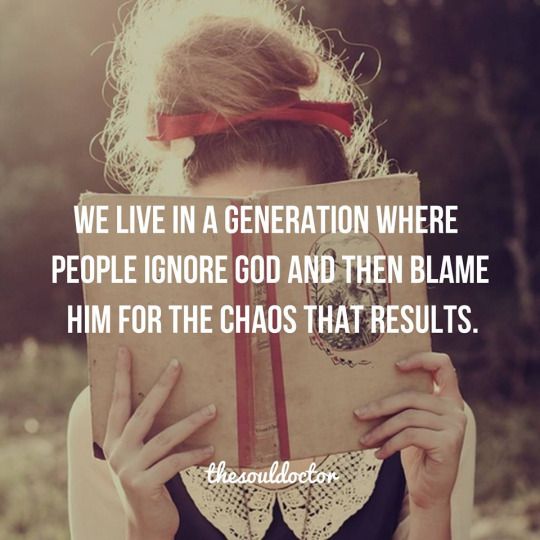 WE LIVE IN A GENERATION WHERE
PEOPLE IGNORE GOD AND THEN BLAME
HIM FOR THE CHAOS THAT RESULTS.
thesouldoctor